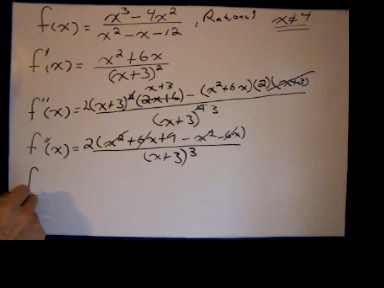 f(x) = (x³ - 4x²)/(x² - x - 12) , Rational x ≠ 4
f'(x) = (x² + 6x)/(x+3)²
f''(x) = (2(x+3)²(2x+6) x+3 - (x²+6x)(2)(x+3))/(x+3)⁴ ³
f''(x) = 2(x² + 6x + 9 - x² - 6x)/(x+3)³
f